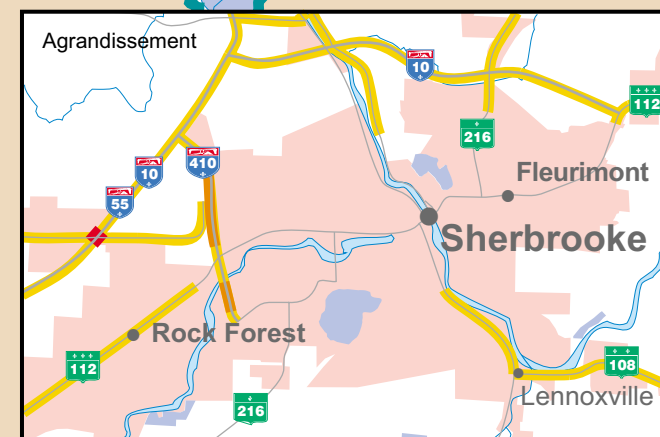 Agrandissement
10
112
216
410
10
Fleurimont
55
Sherbrooke
Rock Forest
112
108
Lennoxville
216